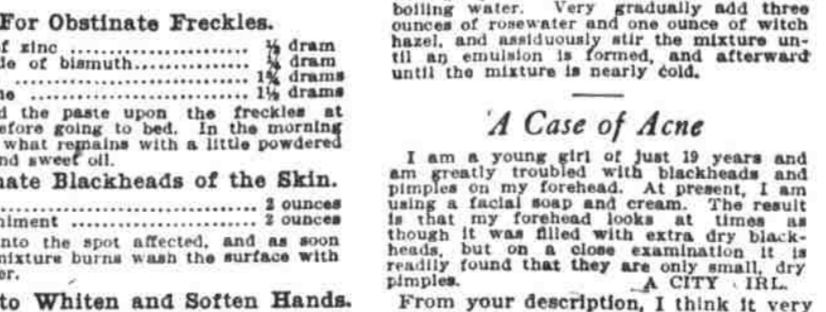 For Obstinate Freckles.
f zinc ........................ ½ dram
de of bismuth................ ¼ dram
........................ 1¾ drams
ne ........................ 1½ drams
d the paste upon the freckles at
efore going to bed. In the morning
what remains with a little powdered
nd sweet oil.
nate Blackheads of the Skin.
........................ 2 ounces
niment ........................ 2 ounces
nto the spot affected, and as soon
mixture burns wash the surface with
er.
to Whiten and Soften Hands.
boiling water. Very gradually add three
ounces of rosewater and one ounce of witch
hazel, and assiduously stir the mixture un-
til an emulsion is formed, and afterward
until the mixture is nearly cold.
A Case of Acne
I am a young girl of just 19 years and
am greatly troubled with blackheads and
pimples on my forehead. At present, I am
using a facial soap and cream. The result
is that my forehead looks at times as
though it was filled with extra dry black-
heads, but on a close examination it is
readily found that they are only small, dry
pimples. A CITY IRL.
From your description, I think it very